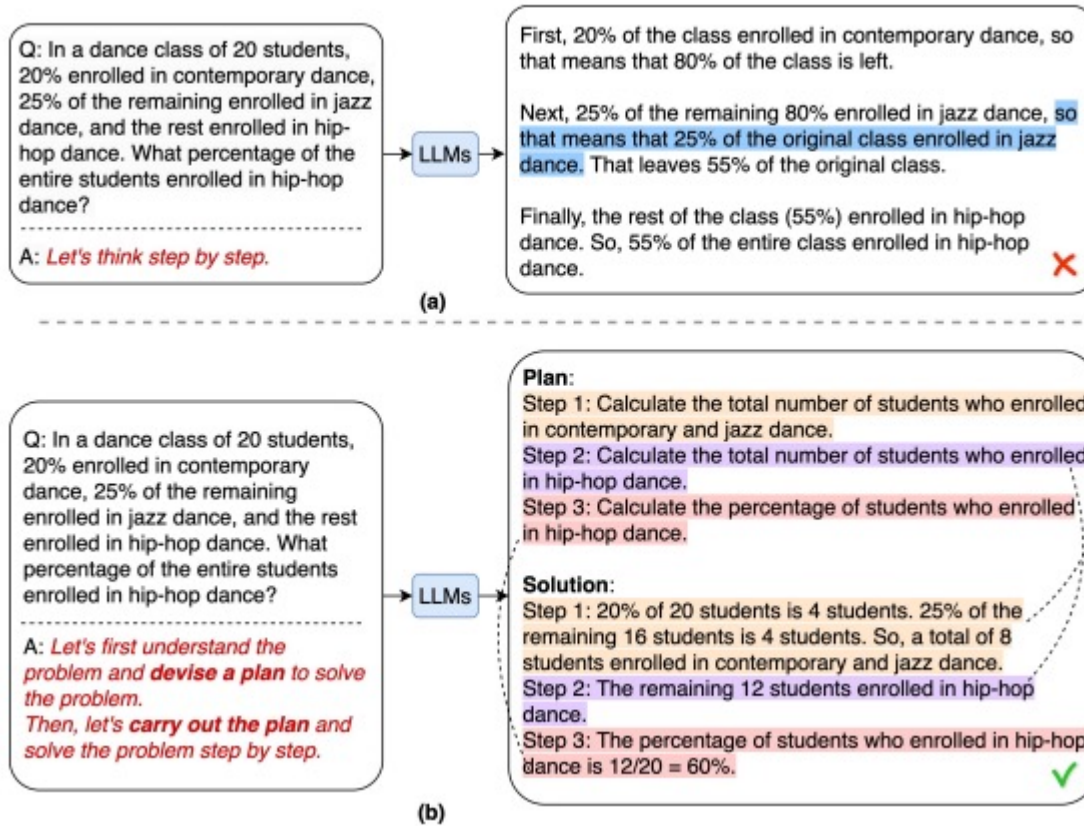 Q: In a dance class of 20 students,
20% enrolled in contemporary dance,
25% of the remaining enrolled in jazz
dance, and the rest enrolled in hip-
hop dance. What percentage of the
entire students enrolled in hip-hop
dance?
A: Let's think step by step.
LLMs
First, 20% of the class enrolled in contemporary dance, so
that means that 80% of the class is left.
Next, 25% of the remaining 80% enrolled in jazz dance, so
that means that 25% of the original class enrolled in jazz
dance. That leaves 55% of the original class.
Finally, the rest of the class (55%) enrolled in hip-hop
dance. So, 55% of the entire class enrolled in hip-hop
dance.
(a)
Q: In a dance class of 20 students,
20% enrolled in contemporary
dance, 25% of the remaining
enrolled in jazz dance, and the rest
enrolled in hip-hop dance. What
percentage of the entire students
enrolled in hip-hop dance?
A: Let's first understand the
problem and devise a plan to solve
the problem.
Then, let's carry out the plan and
solve the problem step by step.
LLMs
Plan:
Step 1: Calculate the total number of students who enrolled
in contemporary and jazz dance.
Step 2: Calculate the total number of students who enrolled
in hip-hop dance.
Step 3: Calculate the percentage of students who enrolled
in hip-hop dance.
Solution:
Step 1: 20% of 20 students is 4 students. 25% of the
remaining 16 students is 4 students. So, a total of 8
students enrolled in contemporary and jazz dance.
Step 2: The remaining 12 students enrolled in hip-hop
dance.
Step 3: The percentage of students who enrolled in hip-hop
dance is 12/20 = 60%.
(b)